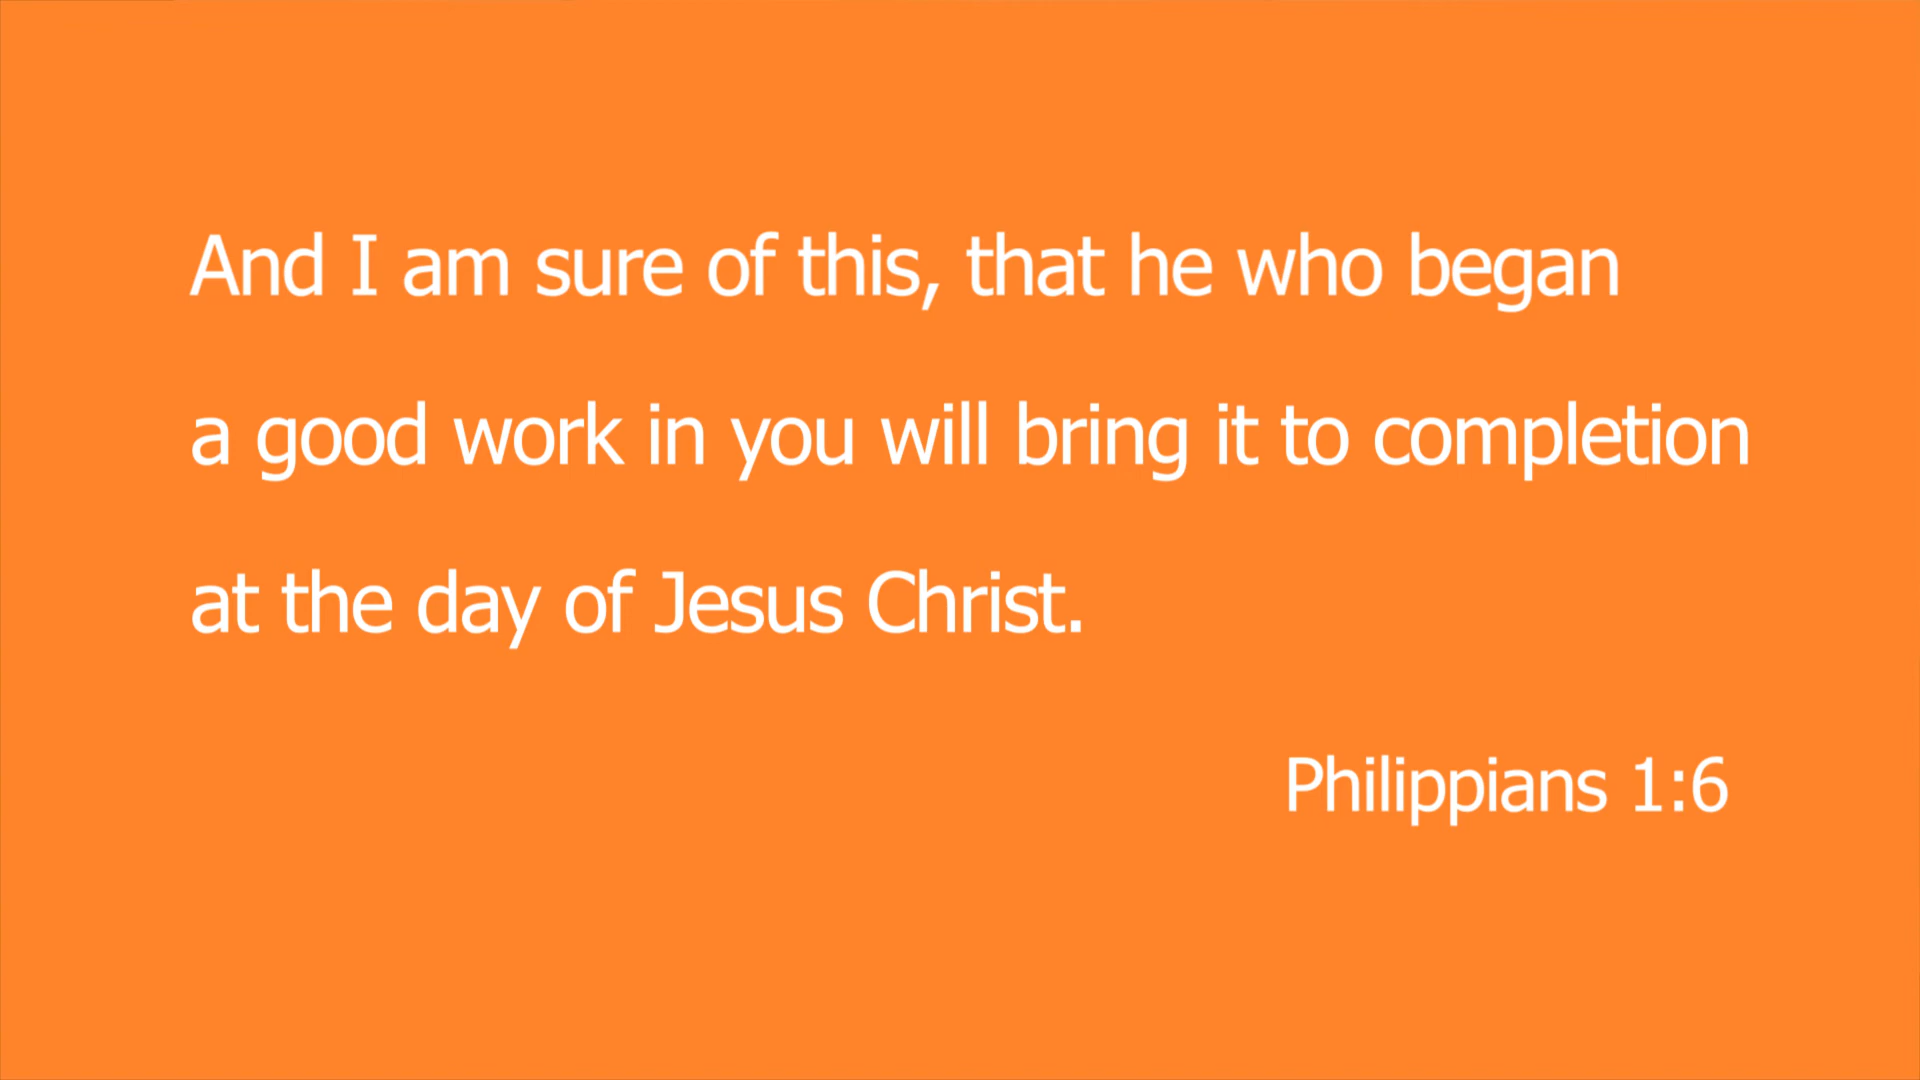 And I am sure of this, that he who began
a good work in you will bring it to completion
at the day of Jesus Christ.
Philippians 1:6